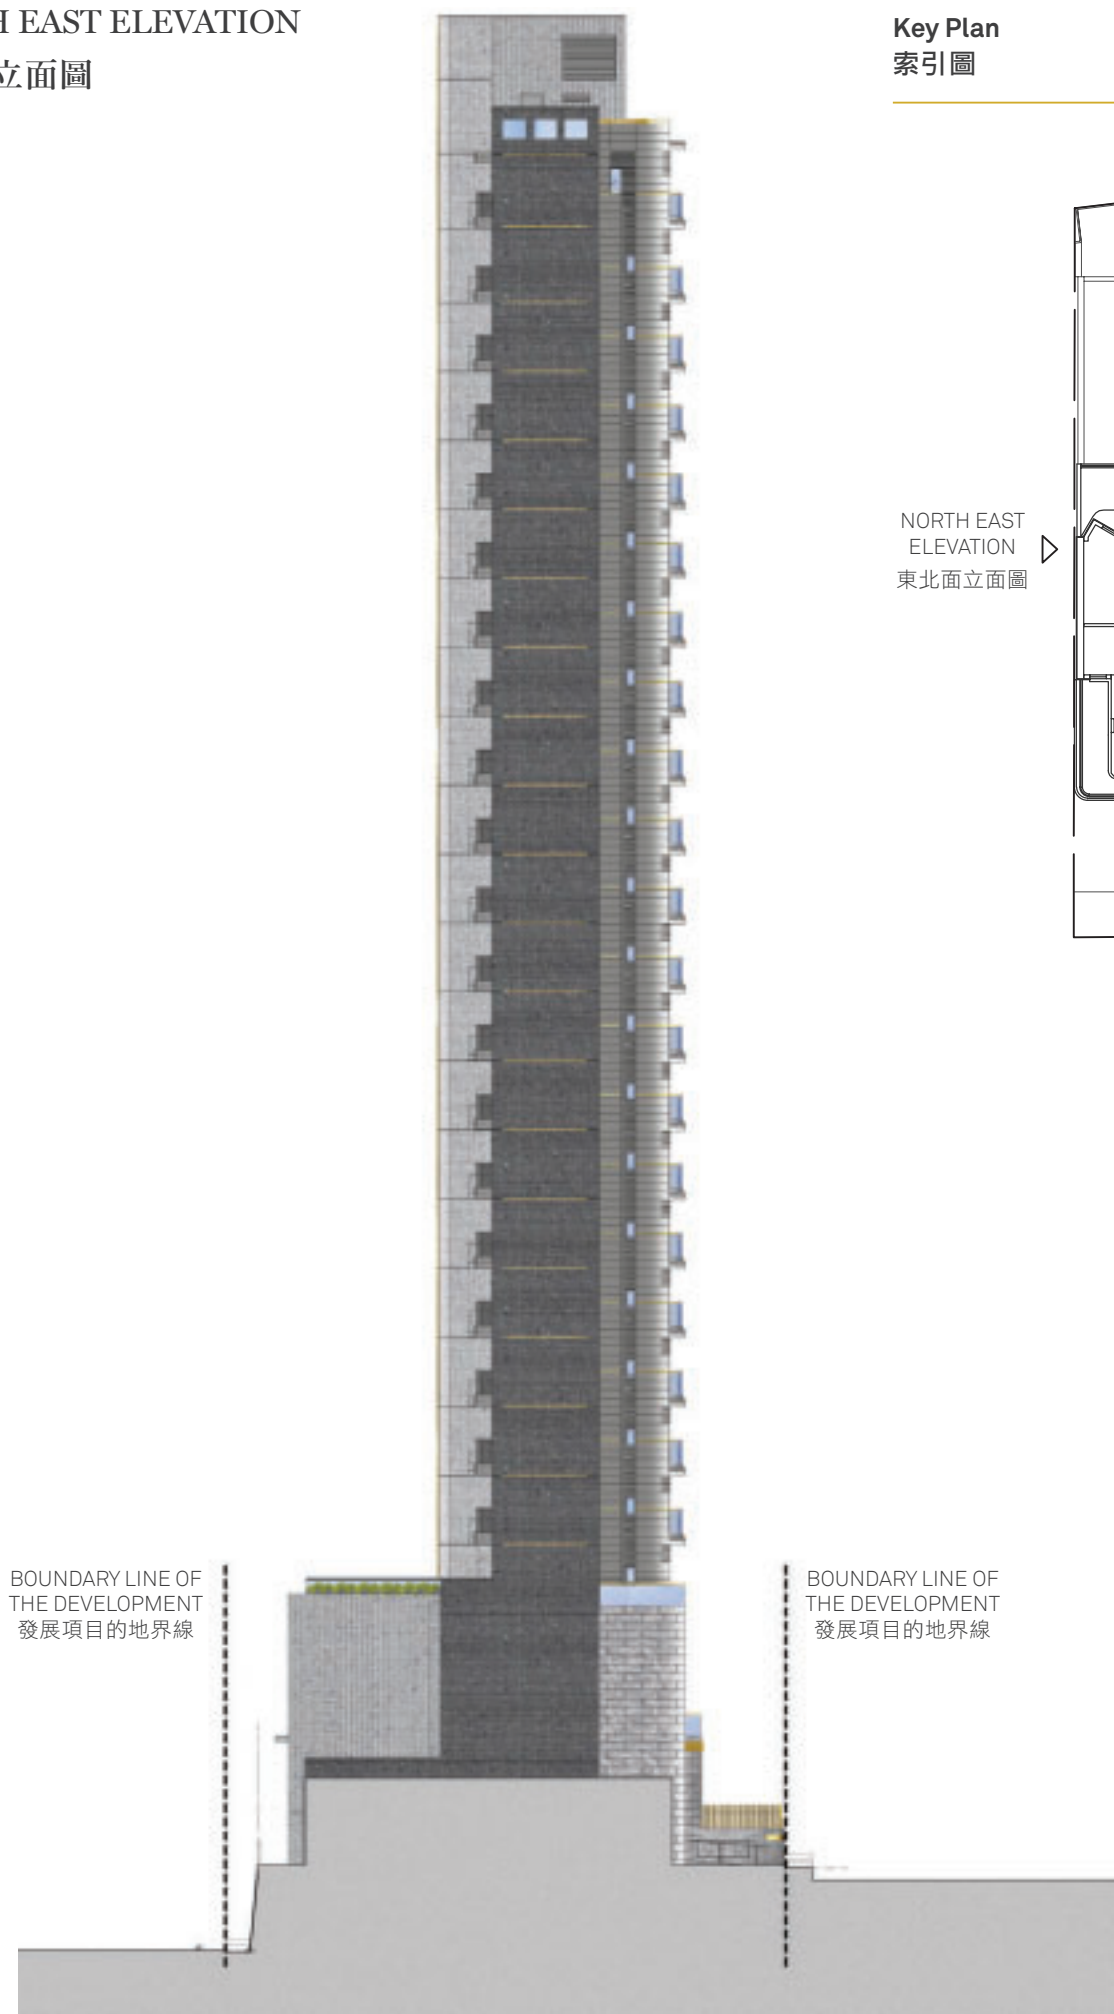 H EAST ELEVATION
立面圖
Key Plan
索引圖
NORTH EAST
ELEVATION
東北面立面圖
BOUNDARY LINE OF
THE DEVELOPMENT
發展項目的地界線
BOUNDARY LINE OF
THE DEVELOPMENT
發展項目的地界線